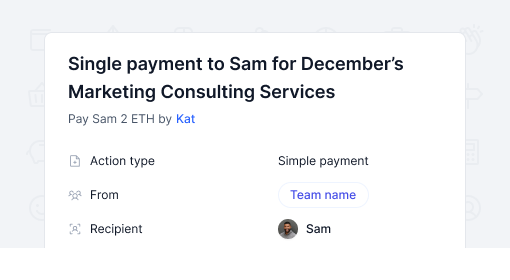 Single payment to Sam for December’s
Marketing Consulting Services
Pay Sam 2 ETH by Kat
Action type Simple payment
From Team name
Recipient Sam